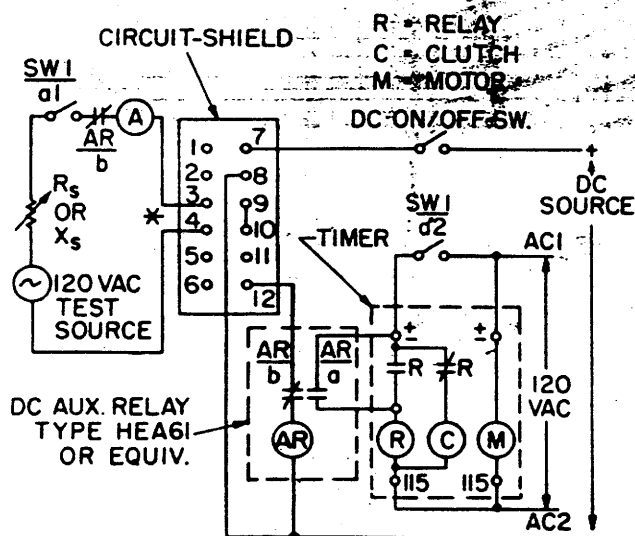 R = RELAY
C = CLUTCH
M = MOTOR
CIRCUIT-SHIELD
SW1
a1
A
AR
b
DC ON/OFF SW.
+
DC
SOURCE
1 7
2 8
3 9
4 10
5 11
6 12
RS
OR
XS
*
120 VAC
TEST
SOURCE
SW1
a2
TIMER
AC1
AR
b
AR
a
±
±
R
R
120
VAC
DC AUX. RELAY
TYPE HEA61
OR EQUIV.
AR
R
C
M
115
115
AC2